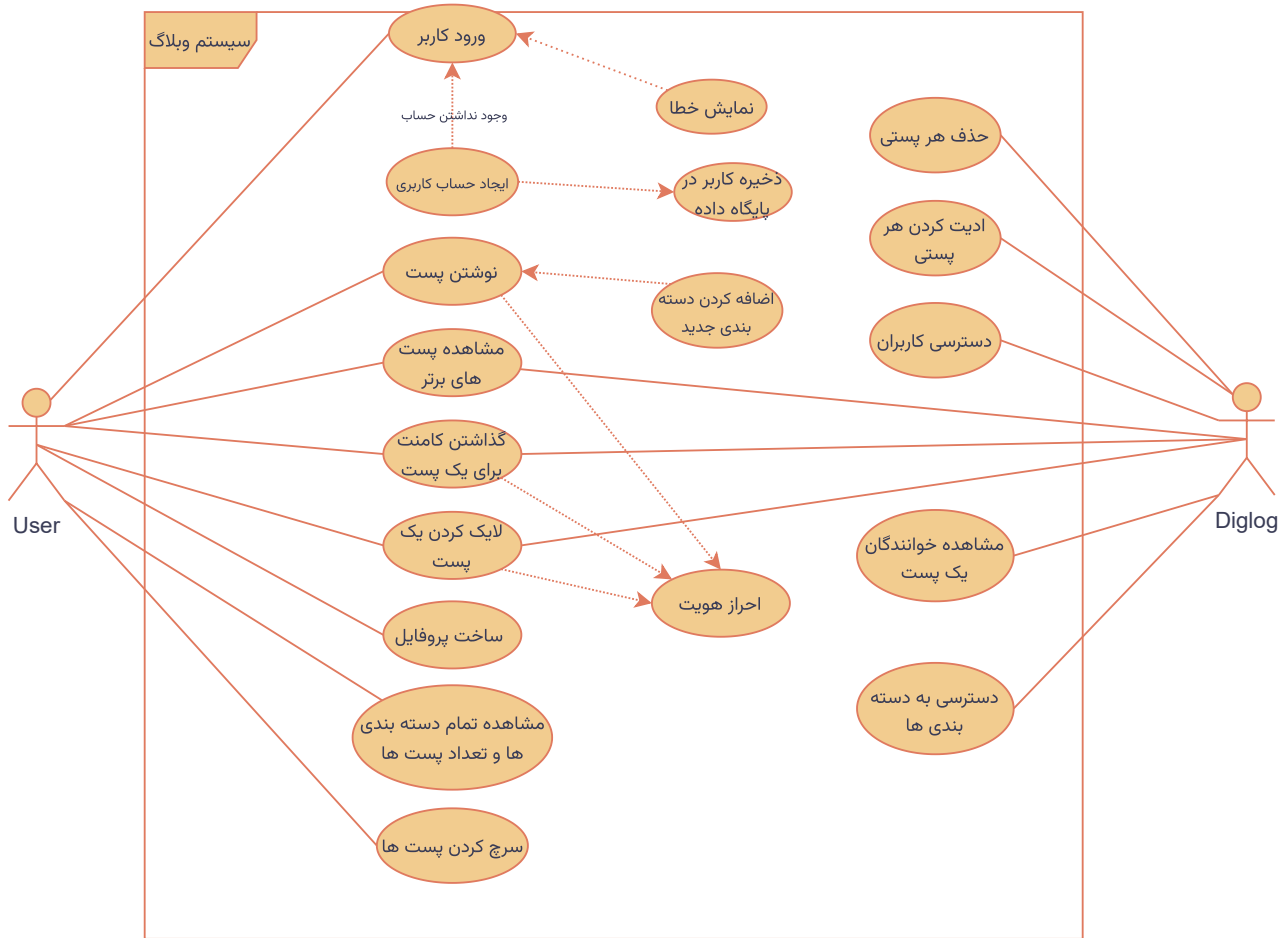 سیستم وبلاگ
ورود کاربر
نمایش خطا
وجود نداشتن حساب
ایجاد حساب کاربری
ذخیره کاربر در
پایگاه داده
نوشتن پست
اضافه کردن دسته
بندی جدید
مشاهده پست
های برتر
گذاشتن کامنت
برای یک پست
لایک کردن یک
پست
احراز هویت
ساخت پروفایل
مشاهده تمام دسته بندی
ها و تعداد پست ها
سرچ کردن پست ها
حذف هر پستی
ادیت کردن هر
پستی
دسترسی کاربران
مشاهده خوانندگان
یک پست
دسترسی به دسته
بندی ها
User
Diglog